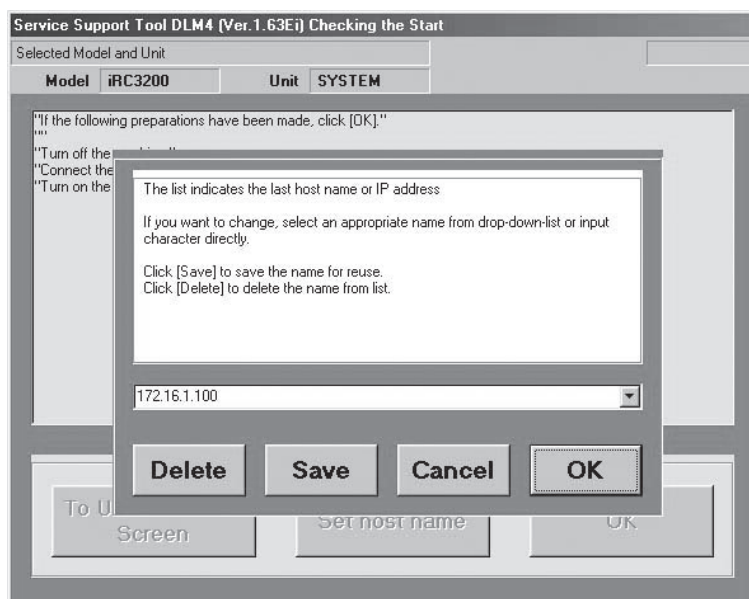 Service Support Tool DLM4 (Ver.1.63Ei) Checking the Start
Selected Model and Unit
Model iRC3200 Unit SYSTEM
"If the following preparations have been made, click [OK]."
""
"Turn off the
"Connect the
"Turn on the
The list indicates the last host name or IP address
If you want to change, select an appropriate name from drop-down-list or input
character directly.
Click [Save] to save the name for reuse.
Click [Delete] to delete the name from list.
172.16.1.100
Delete Save Cancel OK
To U
Screen
Set host name
OK